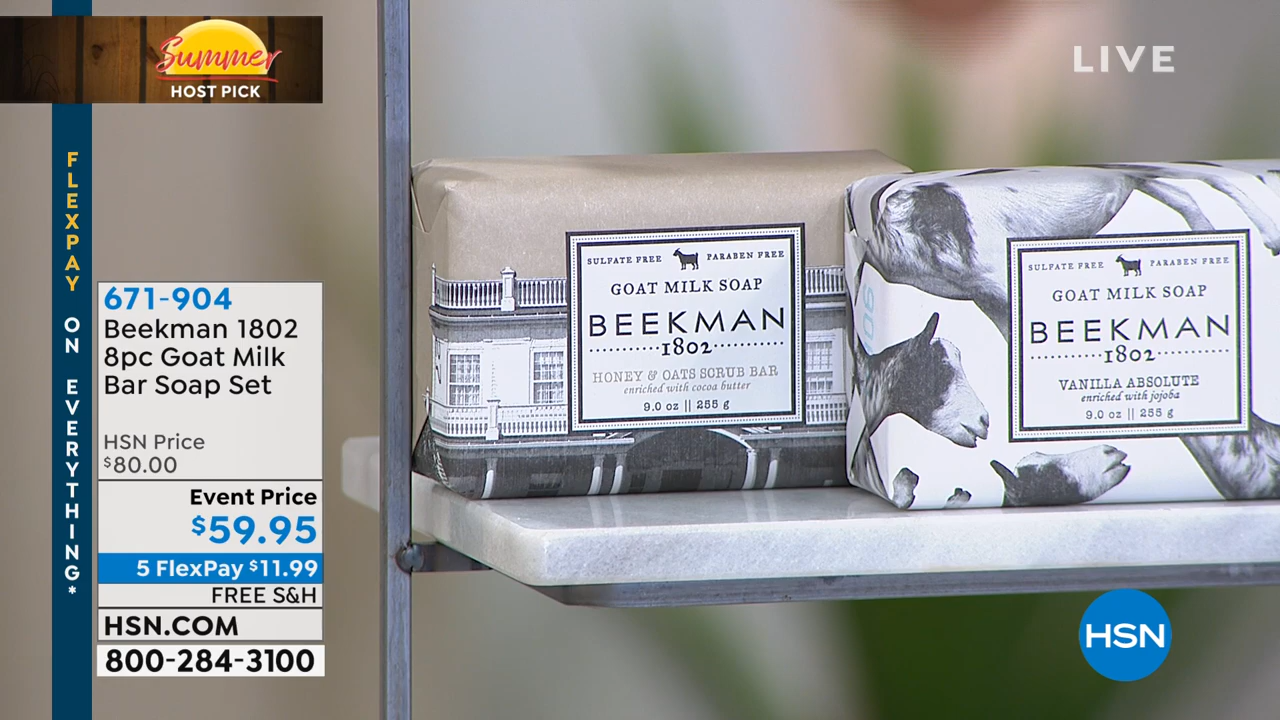 Summer
HOST PICK
LIVE
FLEXPAY ON EVERYTHING*
671-904
Beekman 1802
8pc Goat Milk
Bar Soap Set
HSN Price
$80.00
Event Price
$59.95
5 FlexPay $11.99
FREE S&H
HSN.COM
800-284-3100
SULFATE FREE PARABEN FREE
GOAT MILK SOAP
BEEKMAN
1802
HONEY & OATS SCRUB BAR
enriched with cocoa butter
9.0 oz || 255 g
SULFATE FREE PARABEN FREE
GOAT MILK SOAP
BEEKMAN
1802
VANILLA ABSOLUTE
enriched with jojoba
9.0 oz || 255 g
HSN